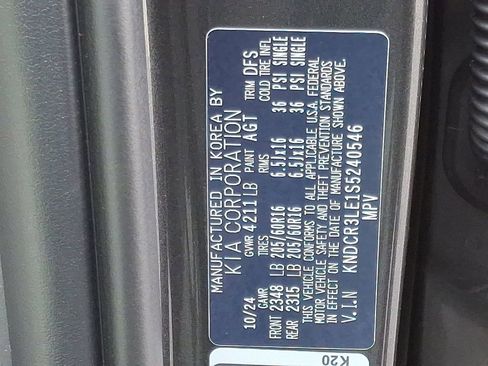 MANUFACTURED IN KOREA BY
KIA CORPORATION
10/24 GVWR 4211 LB PAINT AGT TRIM DFS
GAWR TIRES RIMS COLD TIRE INFL
FRONT 2348 LB 205/60R16 6.5Jx16 36 PSI SINGLE
REAR 2315 LB 205/60R16 6.5Jx16 36 PSI SINGLE
THIS VEHICLE CONFORMS TO ALL APPLICABLE U.S.A. FEDERAL
MOTOR VEHICLE SAFETY AND THEFT PREVENTION STANDARDS
IN EFFECT ON THE DATE OF MANUFACTURE SHOWN ABOVE.
V.I.N KNDCR3LE1S5240546
MPV
K20